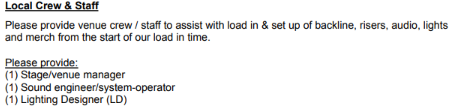 Local Crew & Staff
Please provide venue crew / staff to assist with load in & set up of backline, risers, audio, lights
and merch from the start of our load in time.
Please provide:
(1) Stage/venue manager
(1) Sound engineer/system-operator
(1) Lighting Designer (LD)